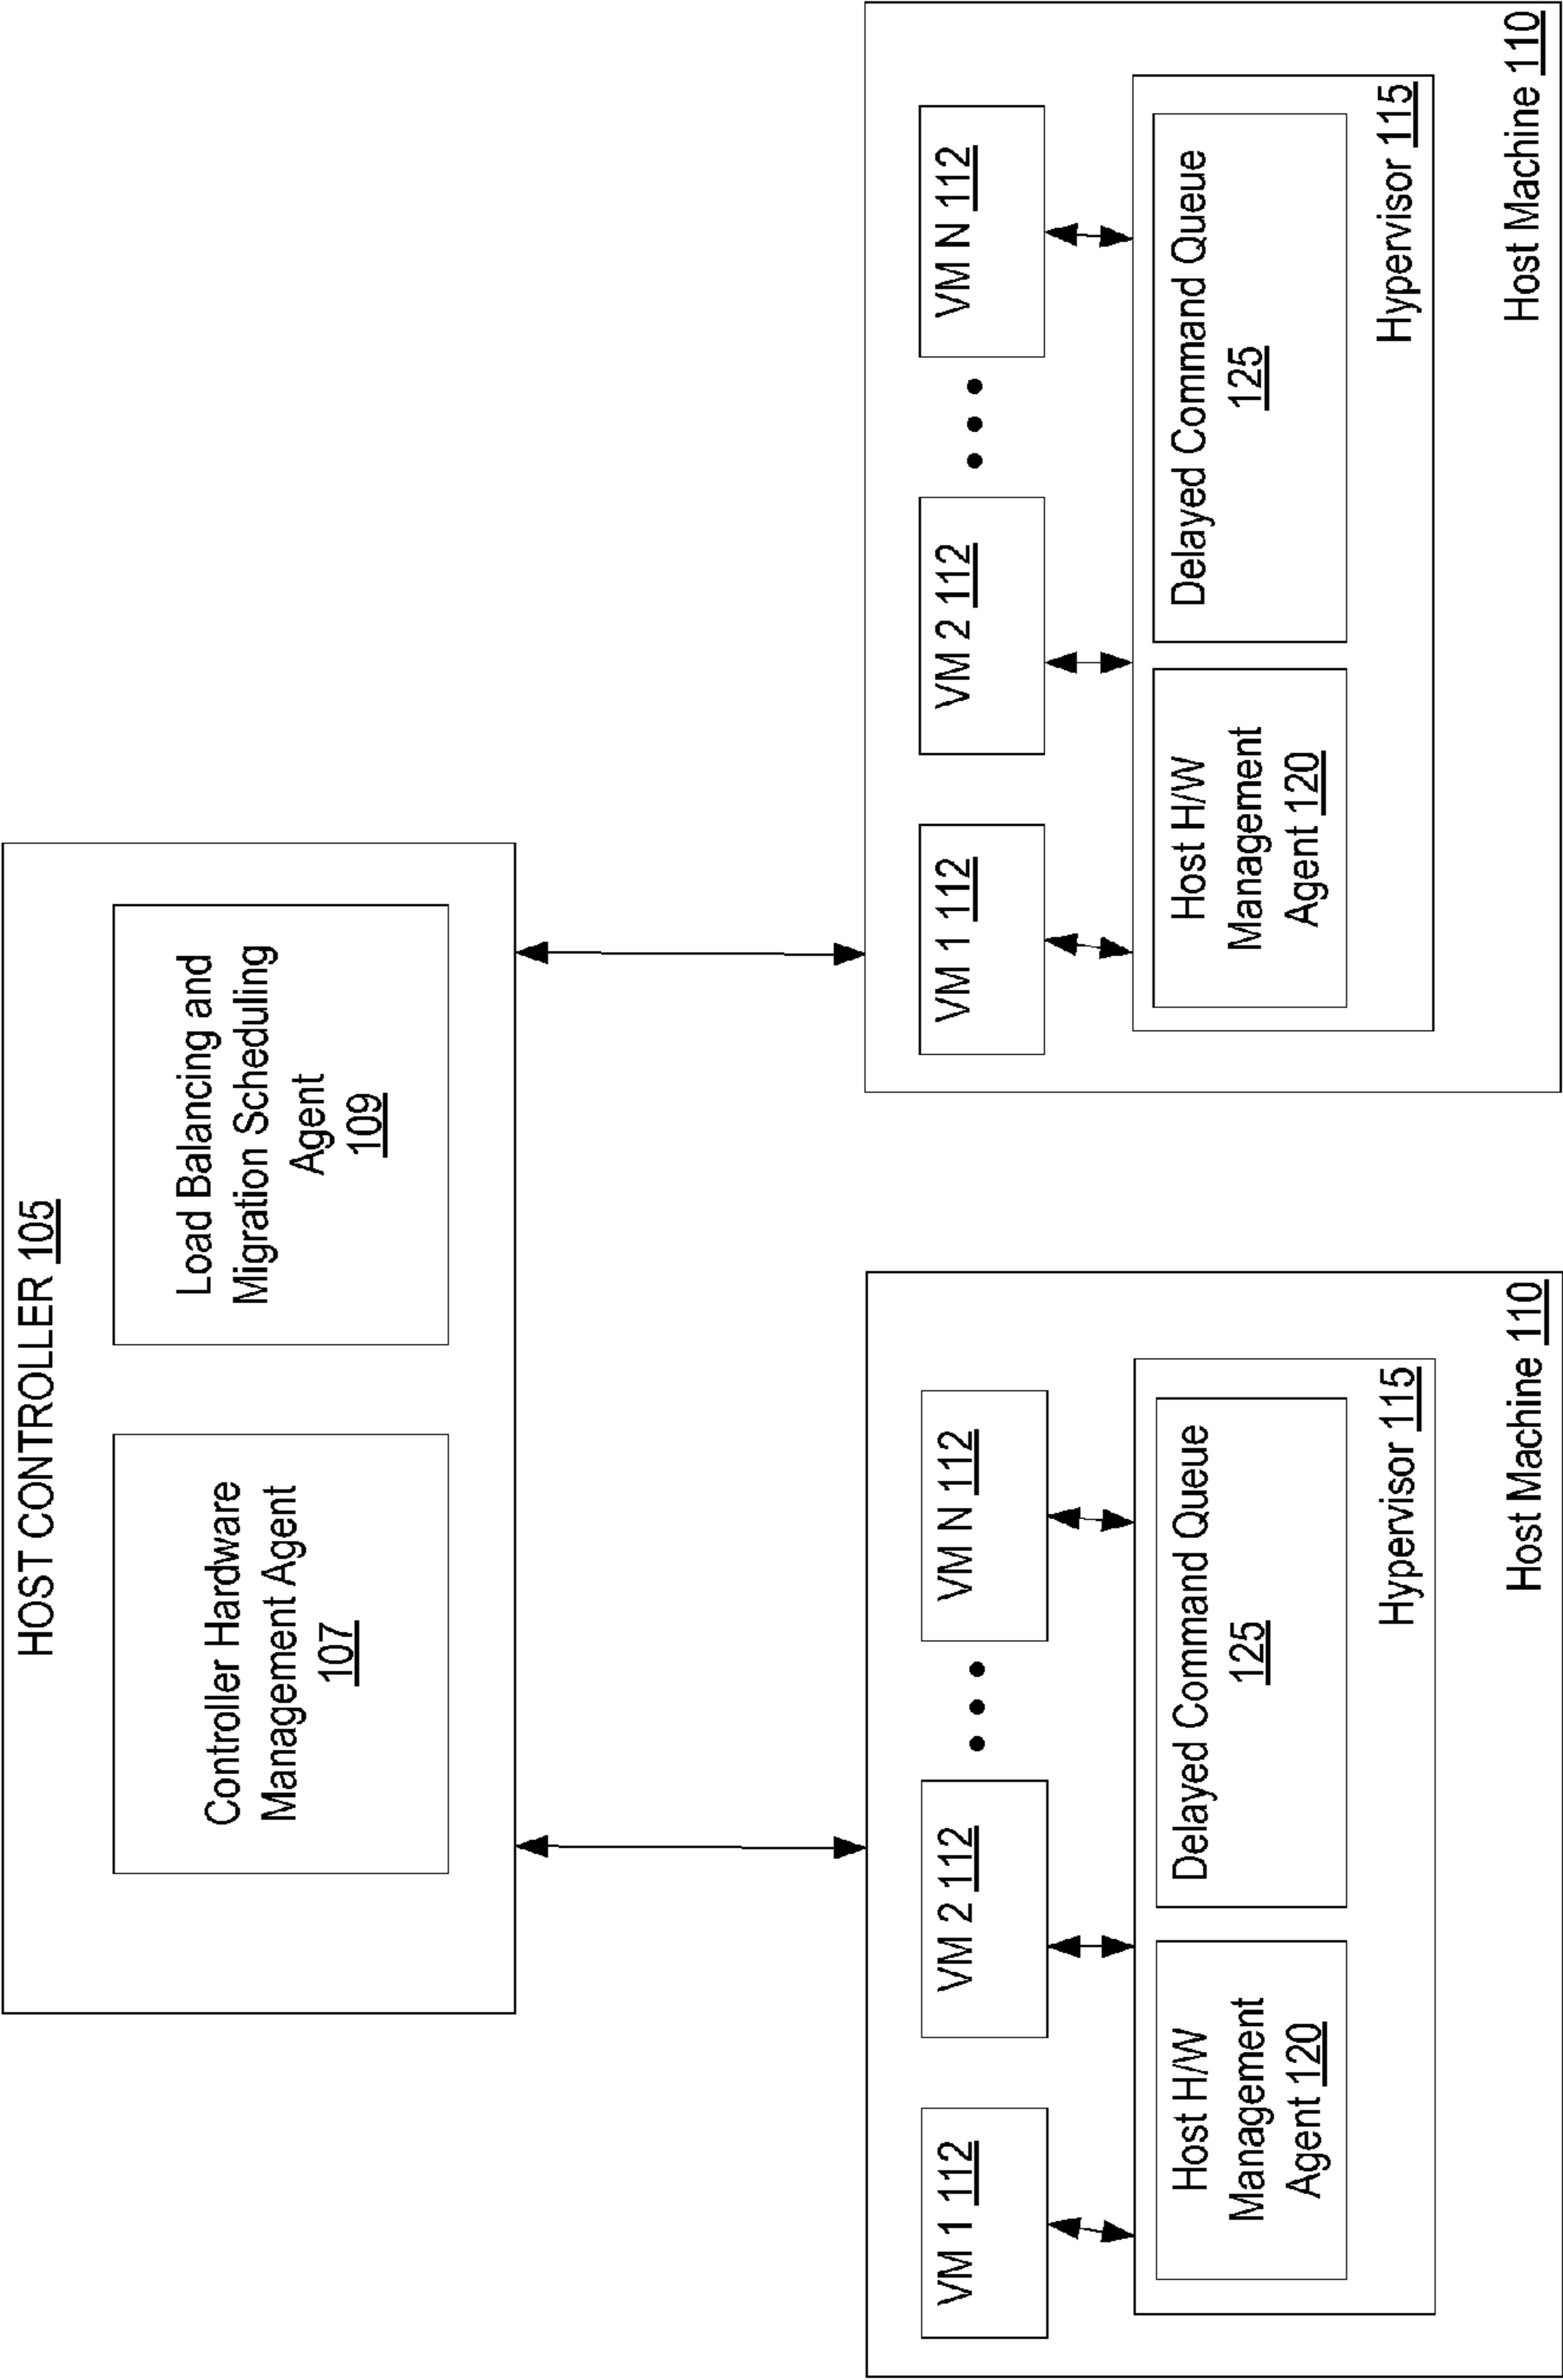 HOST CONTROLLER 105
Controller Hardware
Management Agent
107
Load Balancing and
Migration Scheduling
Agent
109
VM 1 112
VM 2 112
VM N 112
Host H/W
Management
Agent 120
Delayed Command Queue
125
Hypervisor 115
Host Machine 110
VM 1 112
VM 2 112
VM N 112
Host H/W
Management
Agent 120
Delayed Command Queue
125
Hypervisor 115
Host Machine 110